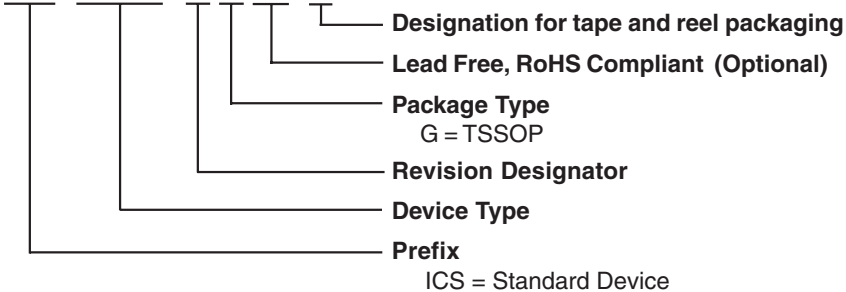 Designation for tape and reel packaging
Lead Free, RoHS Compliant (Optional)
Package Type
G = TSSOP
Revision Designator
Device Type
Prefix
ICS = Standard Device